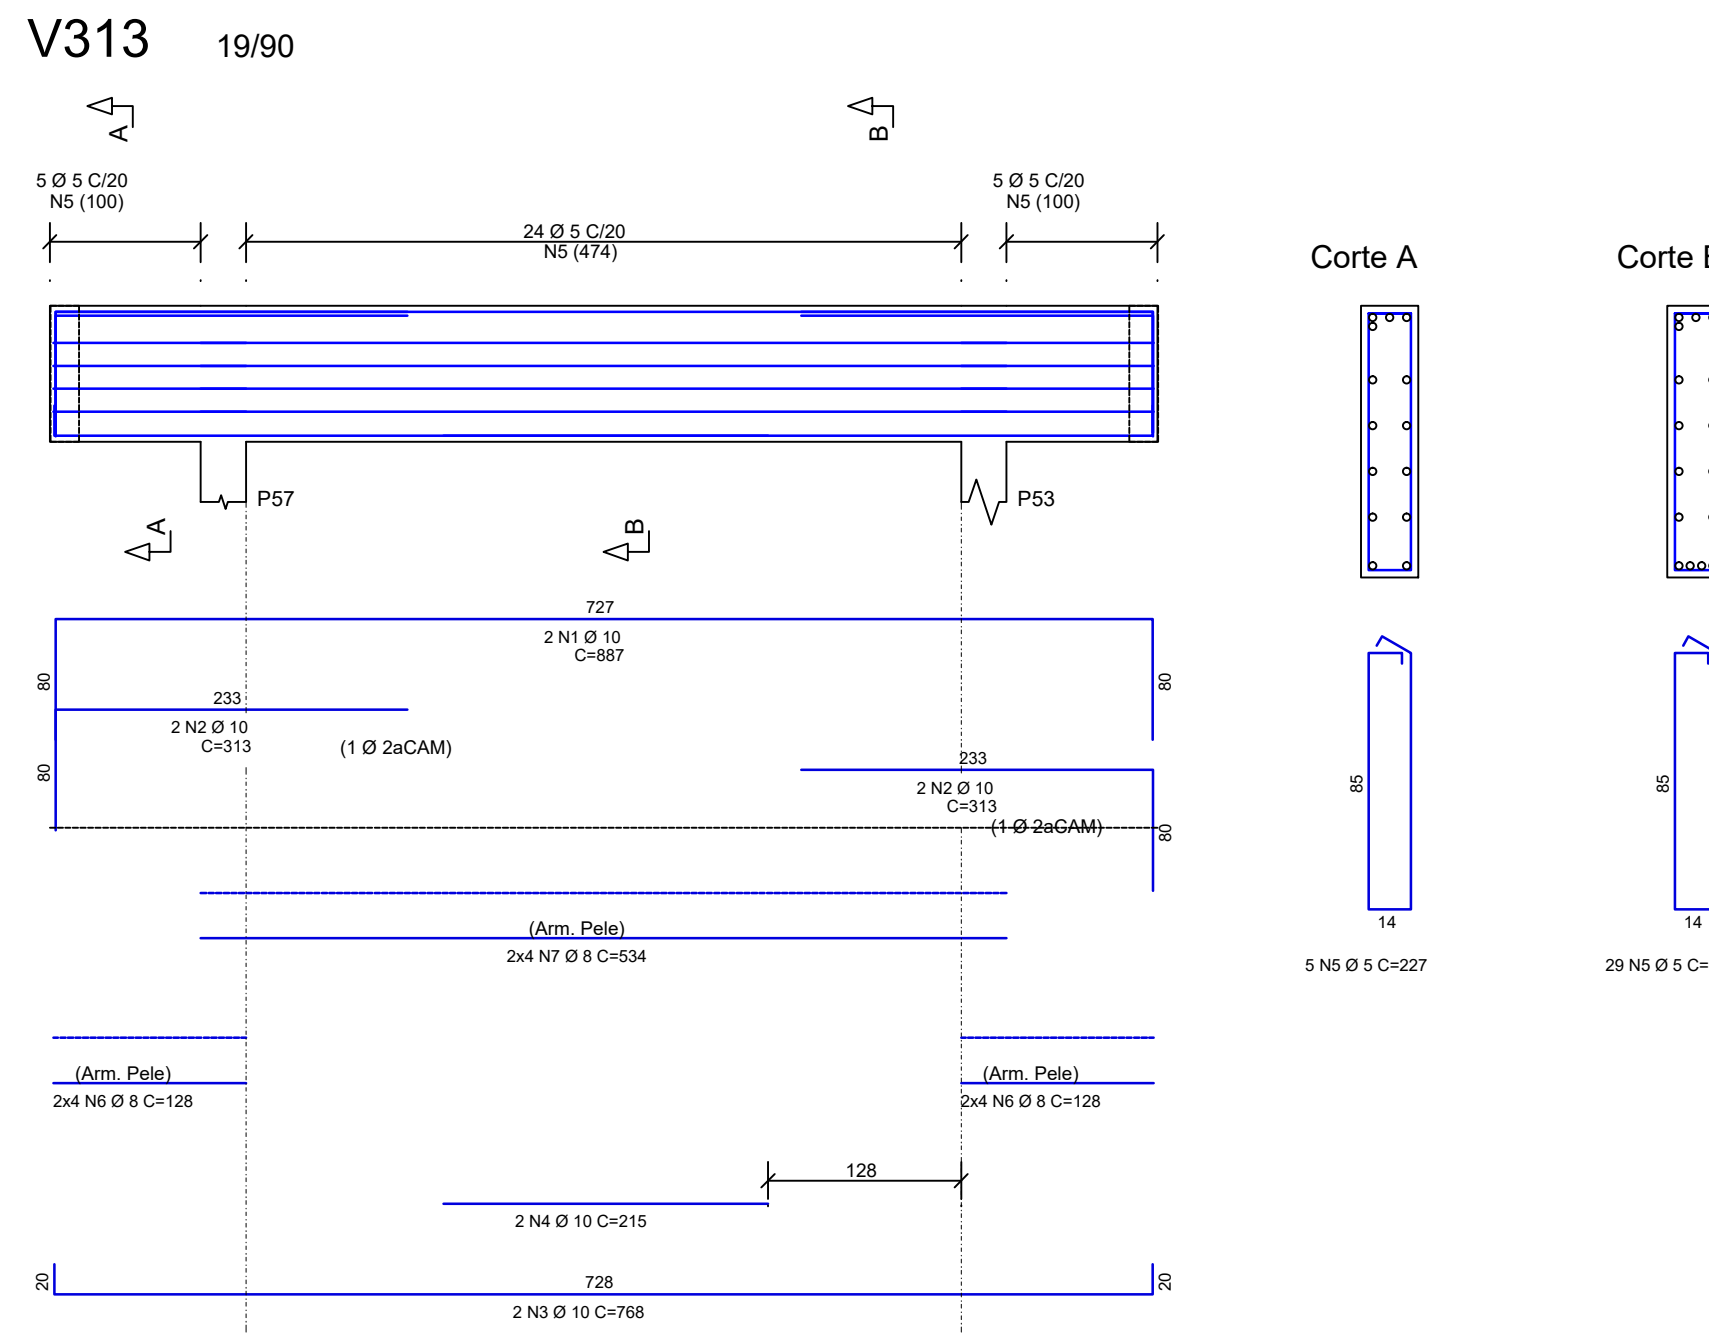 V313 19/90
A
B
5 Ø 5 C/20
N5 (100)
24 Ø 5 C/20
N5 (474)
5 Ø 5 C/20
N5 (100)
P57
P53
A
B
727
2 N1 Ø 10
C=887
80
80
233
2 N2 Ø 10
C=313
(1 Ø 2aCAM)
80
233
2 N2 Ø 10
C=313
(1 Ø 2aCAM)
80
(Arm. Pele)
2x4 N7 Ø 8 C=534
(Arm. Pele)
2x4 N6 Ø 8 C=128
(Arm. Pele)
2x4 N6 Ø 8 C=128
128
2 N4 Ø 10 C=215
20
728
20
2 N3 Ø 10 C=768
Corte A
85
14
5 N5 Ø 5 C=227
Corte
85
14
29 N5 Ø 5 C=